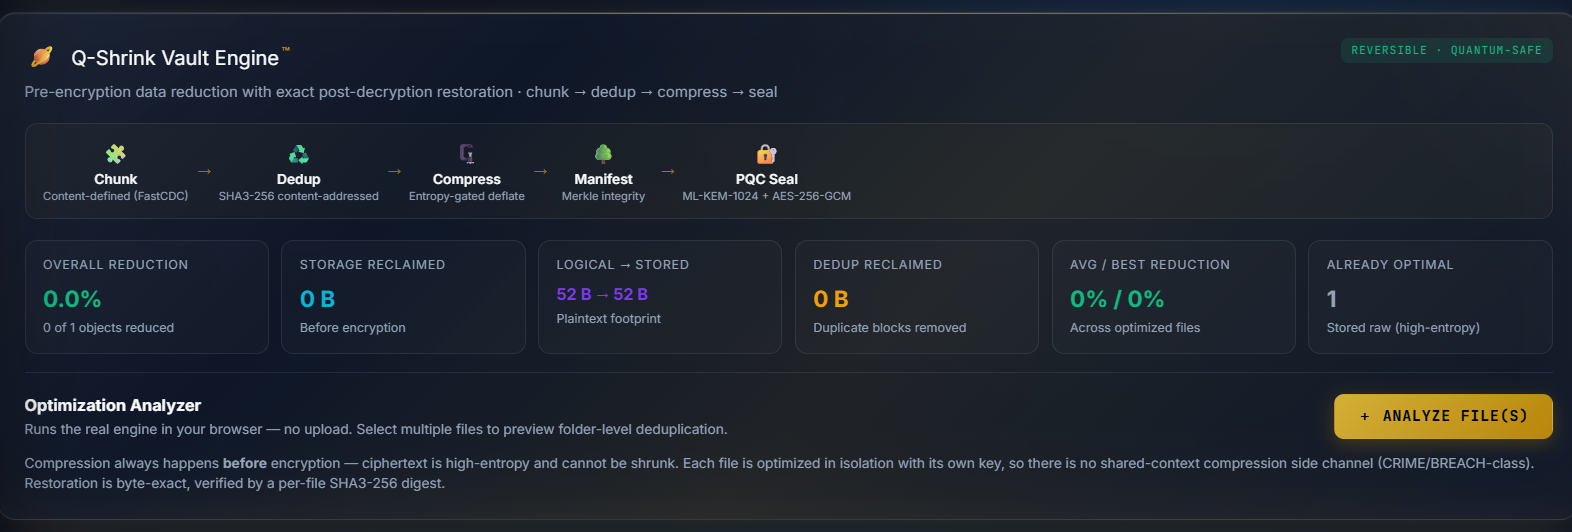 Q-Shrink Vault Engine™
REVERSIBLE · QUANTUM-SAFE
Pre-encryption data reduction with exact post-decryption restoration · chunk → dedup → compress → seal
Chunk
Content-defined (FastCDC)
→
Dedup
SHA3-256 content-addressed
→
Compress
Entropy-gated deflate
→
Manifest
Merkle integrity
→
PQC Seal
ML-KEM-1024 + AES-256-GCM
OVERALL REDUCTION
0.0%
0 of 1 objects reduced
STORAGE RECLAIMED
0 B
Before encryption
LOGICAL → STORED
52 B → 52 B
Plaintext footprint
DEDUP RECLAIMED
0 B
Duplicate blocks removed
AVG / BEST REDUCTION
0% / 0%
Across optimized files
ALREADY OPTIMAL
1
Stored raw (high-entropy)
Optimization Analyzer
Runs the real engine in your browser — no upload. Select multiple files to preview folder-level deduplication.
+ ANALYZE FILE(S)
Compression always happens before encryption — ciphertext is high-entropy and cannot be shrunk. Each file is optimized in isolation with its own key, so there is no shared-context compression side channel (CRIME/BREACH-class).
Restoration is byte-exact, verified by a per-file SHA3-256 digest.